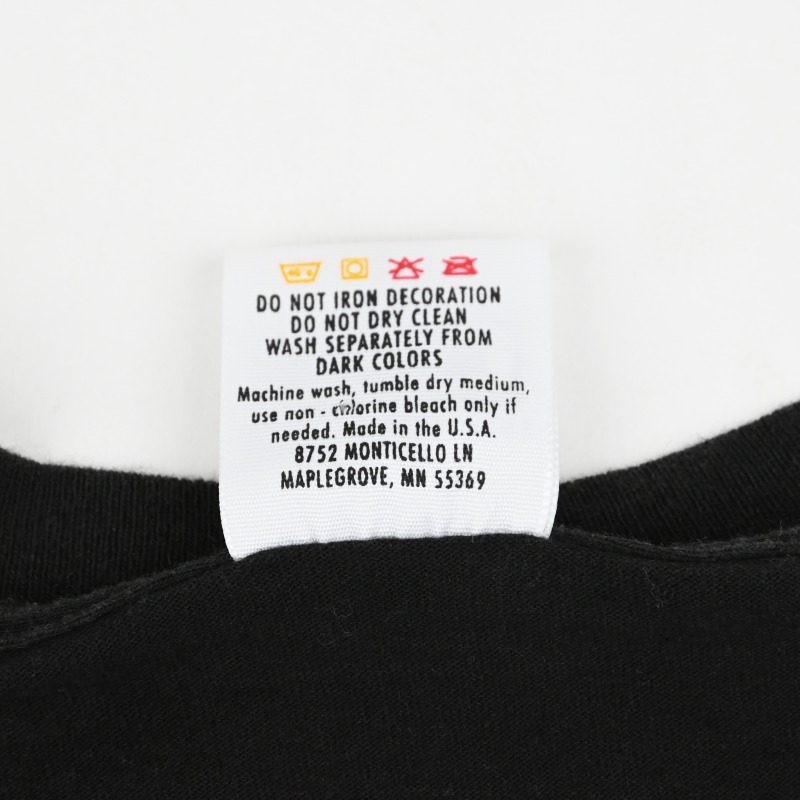 DO NOT IRON DECORATION
DO NOT DRY CLEAN
WASH SEPARATELY FROM
DARK COLORS
Machine wash, tumble dry medium,
use non - chlorine bleach only if
needed. Made in the U.S.A.
8752 MONTICELLO LN
MAPLEGROVE, MN 55369